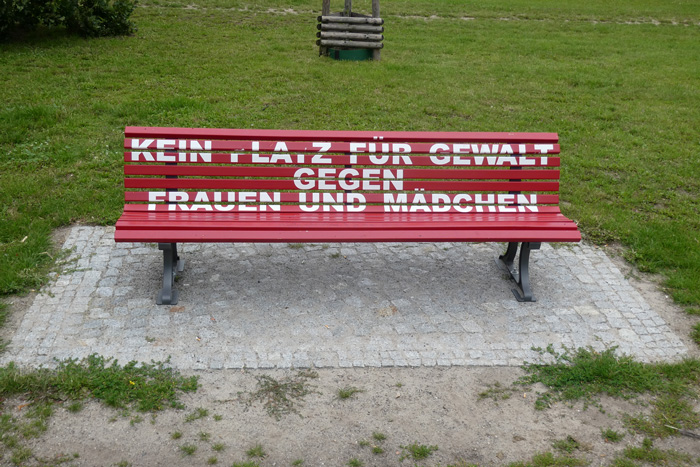 KEIN PLATZ FÜR GEWALT
GEGEN
FRAUEN UND MÄDCHEN